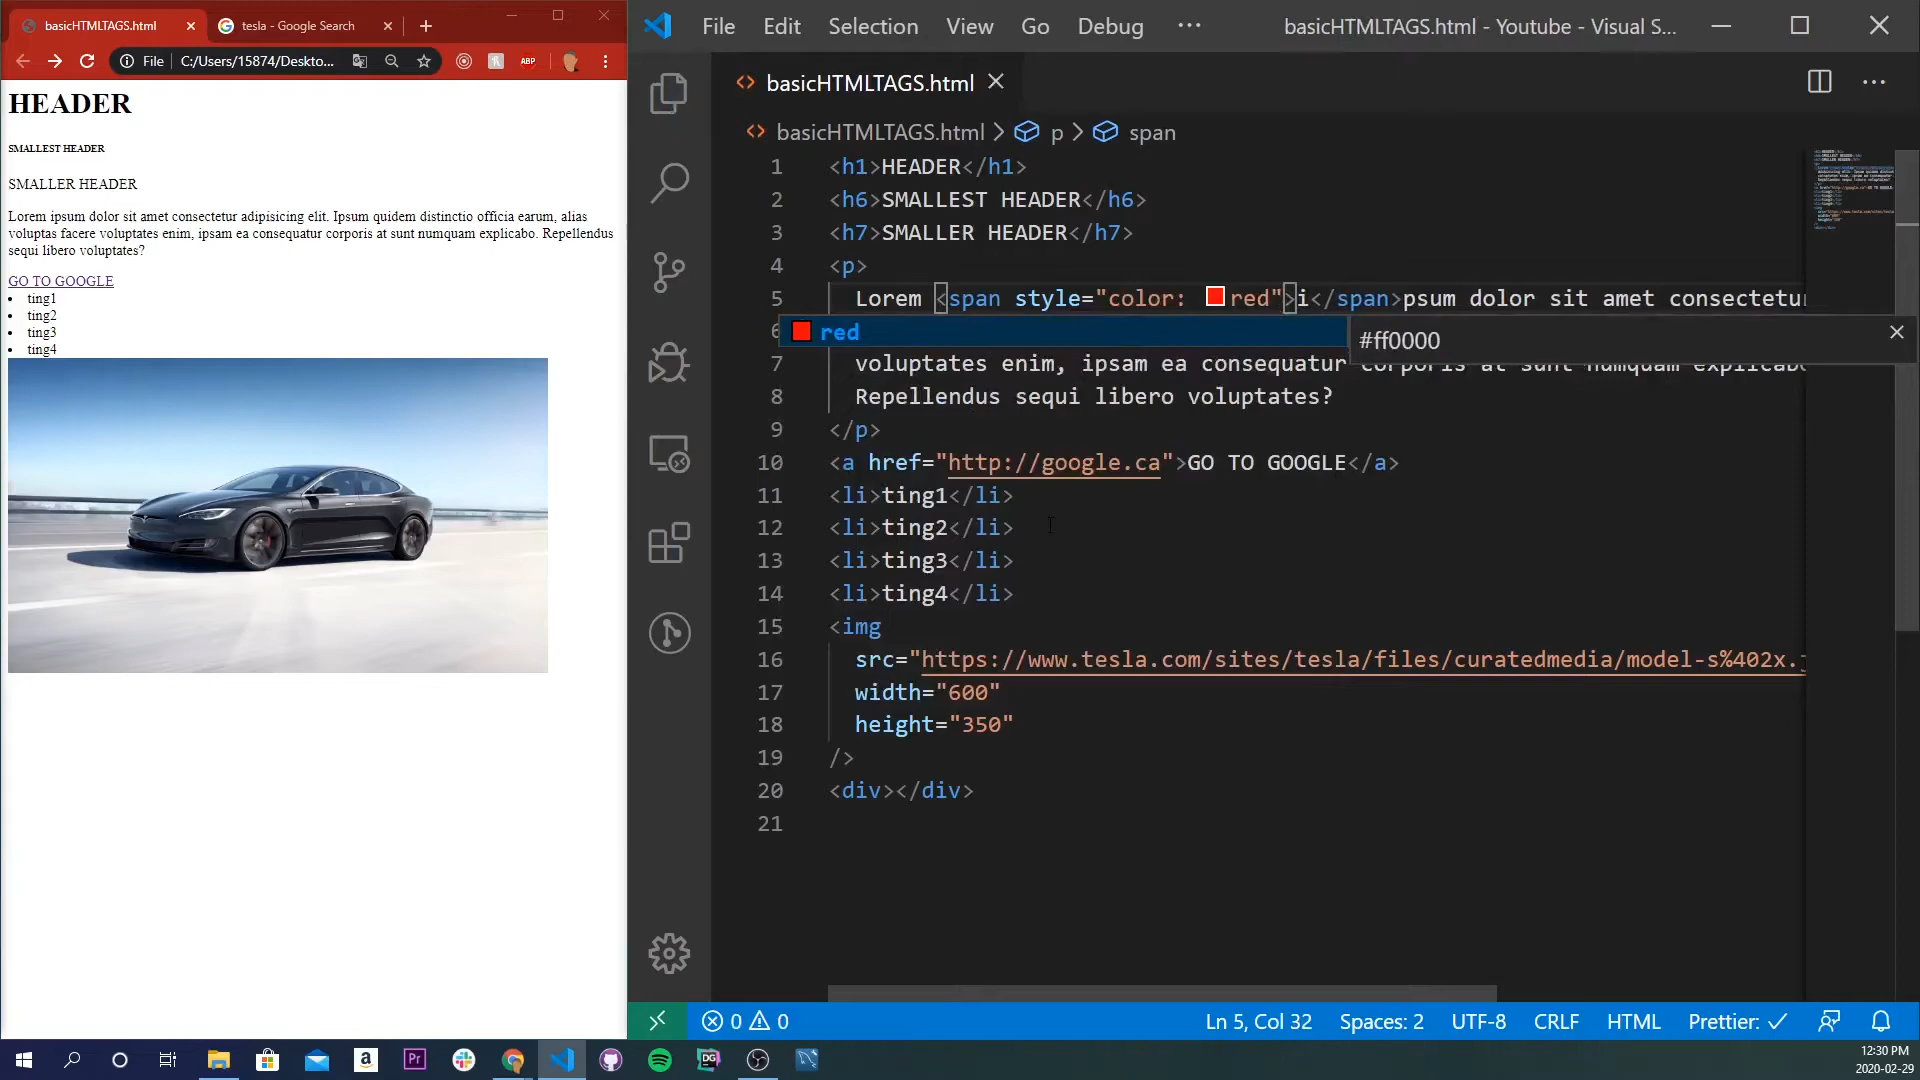 basicHTMLTAGS.html
tesla - Google Search
File C:/Users/15874/Deskto...
ABP
HEADER
SMALLEST HEADER
SMALLER HEADER
Lorem ipsum dolor sit amet consectetur adipisicing elit. Ipsum quidem distinctio officia earum, alias
voluptas facere voluptates enim, ipsam ea consequatur corporis at sunt numquam explicabo. Repellendus
sequi libero voluptates?
GO TO GOOGLE
ting1
ting2
ting3
ting4
File Edit Selection View Go Debug ... basicHTMLTAGS.html - Youtube - Visual S...
basicHTMLTAGS.html
basicHTMLTAGS.html > p > span
1 <h1>HEADER</h1>
2 <h6>SMALLEST HEADER</h6>
3 <h7>SMALLER HEADER</h7>
4 <p>
5 Lorem <span style="color: red">i</span>psum dolor sit amet consectetu
6
red
#ff0000
7 voluptates enim, ipsam ea consequatur corporis at sunt numquam explicabo
8 Repellendus sequi libero voluptates?
9 </p>
10 <a href="http://google.ca">GO TO GOOGLE</a>
11 <li>ting1</li>
12 <li>ting2</li>
13 <li>ting3</li>
14 <li>ting4</li>
15 <img
16 src="https://www.tesla.com/sites/tesla/files/curatedmedia/model-s%402x.
17 width="600"
18 height="350"
19 />
20 <div></div>
21
0 0 Ln 5, Col 32 Spaces: 2 UTF-8 CRLF HTML Prettier: ✓
a Pr DG
12:30 PM
2020-02-29